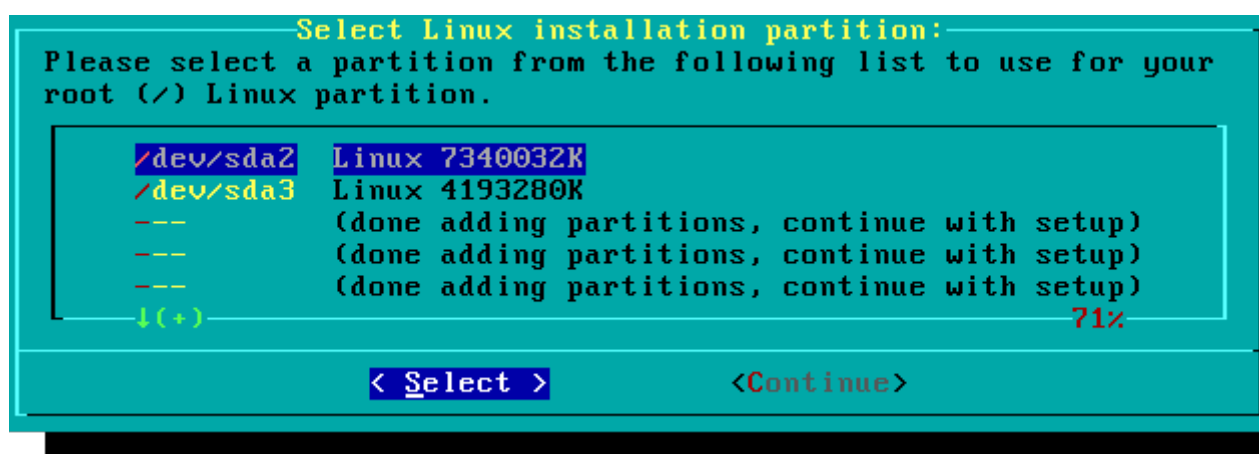 Select Linux installation partition:
Please select a partition from the following list to use for your
root (/) Linux partition.
/dev/sda2 Linux 7340032K
/dev/sda3 Linux 4193280K
--- (done adding partitions, continue with setup)
--- (done adding partitions, continue with setup)
--- (done adding partitions, continue with setup)
↓(+) 71%
< Select > <Continue>